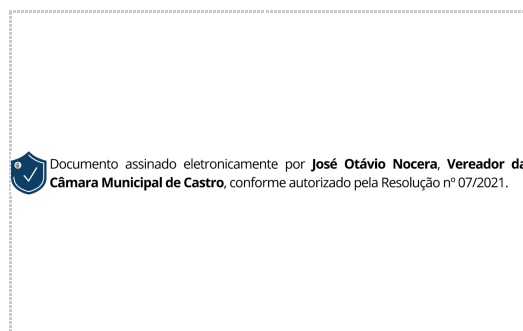 Documento assinado eletronicamente por José Otávio Nocera, Vereador da
Câmara Municipal de Castro, conforme autorizado pela Resolução nº 07/2021.